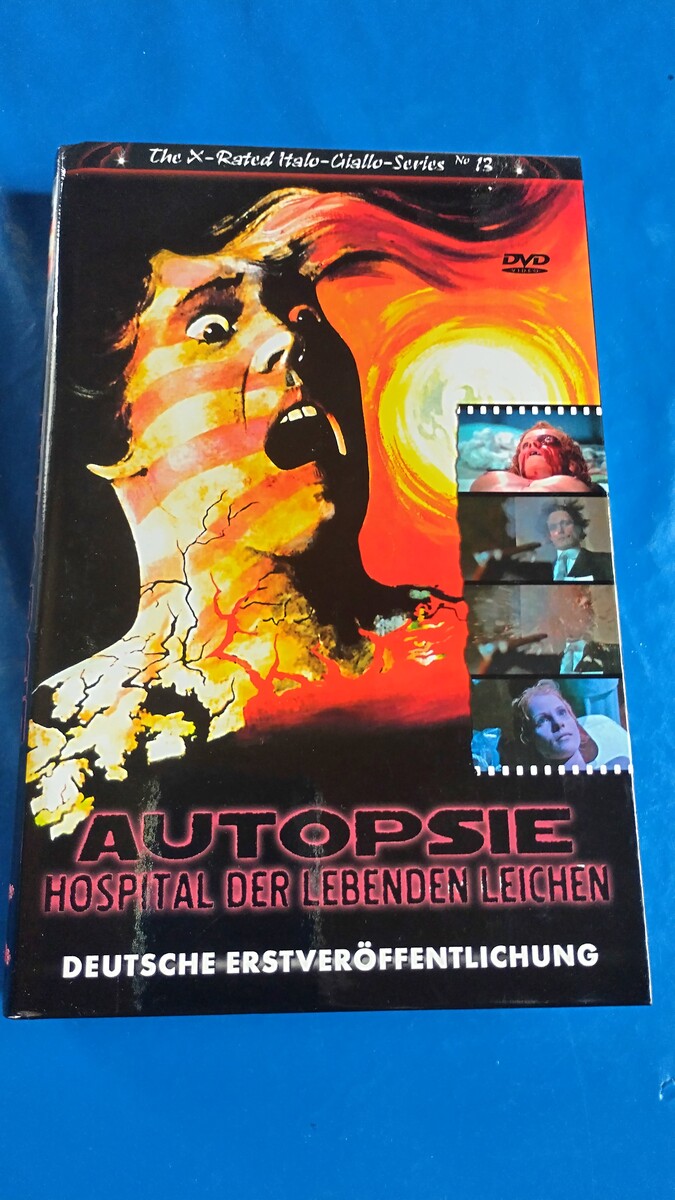 The X-Rated Italo-Giallo-Series No 13
DVD
VIDEO
AUTOPSIE
HOSPITAL DER LEBENDEN LEICHEN
DEUTSCHE ERSTVERÖFFENTLICHUNG